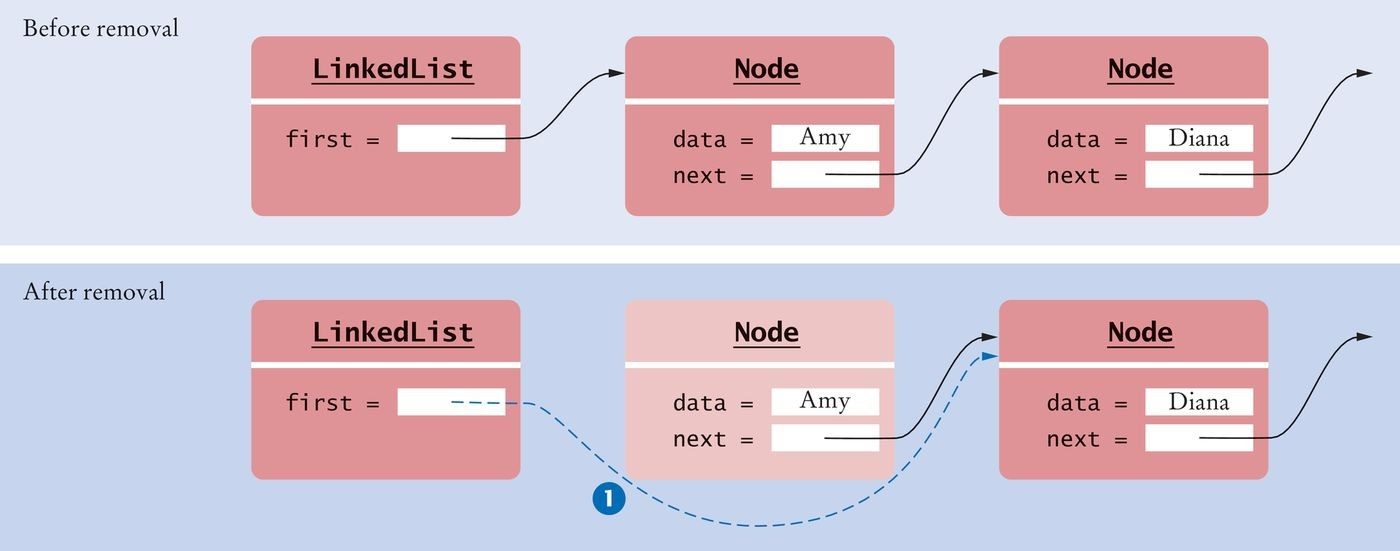 Before removal
LinkedList
Node
Node
first =
data = Amy
data = Diana
next =
next =
After removal
LinkedList
Node
Node
first =
data = Amy
data = Diana
next =
next =
1